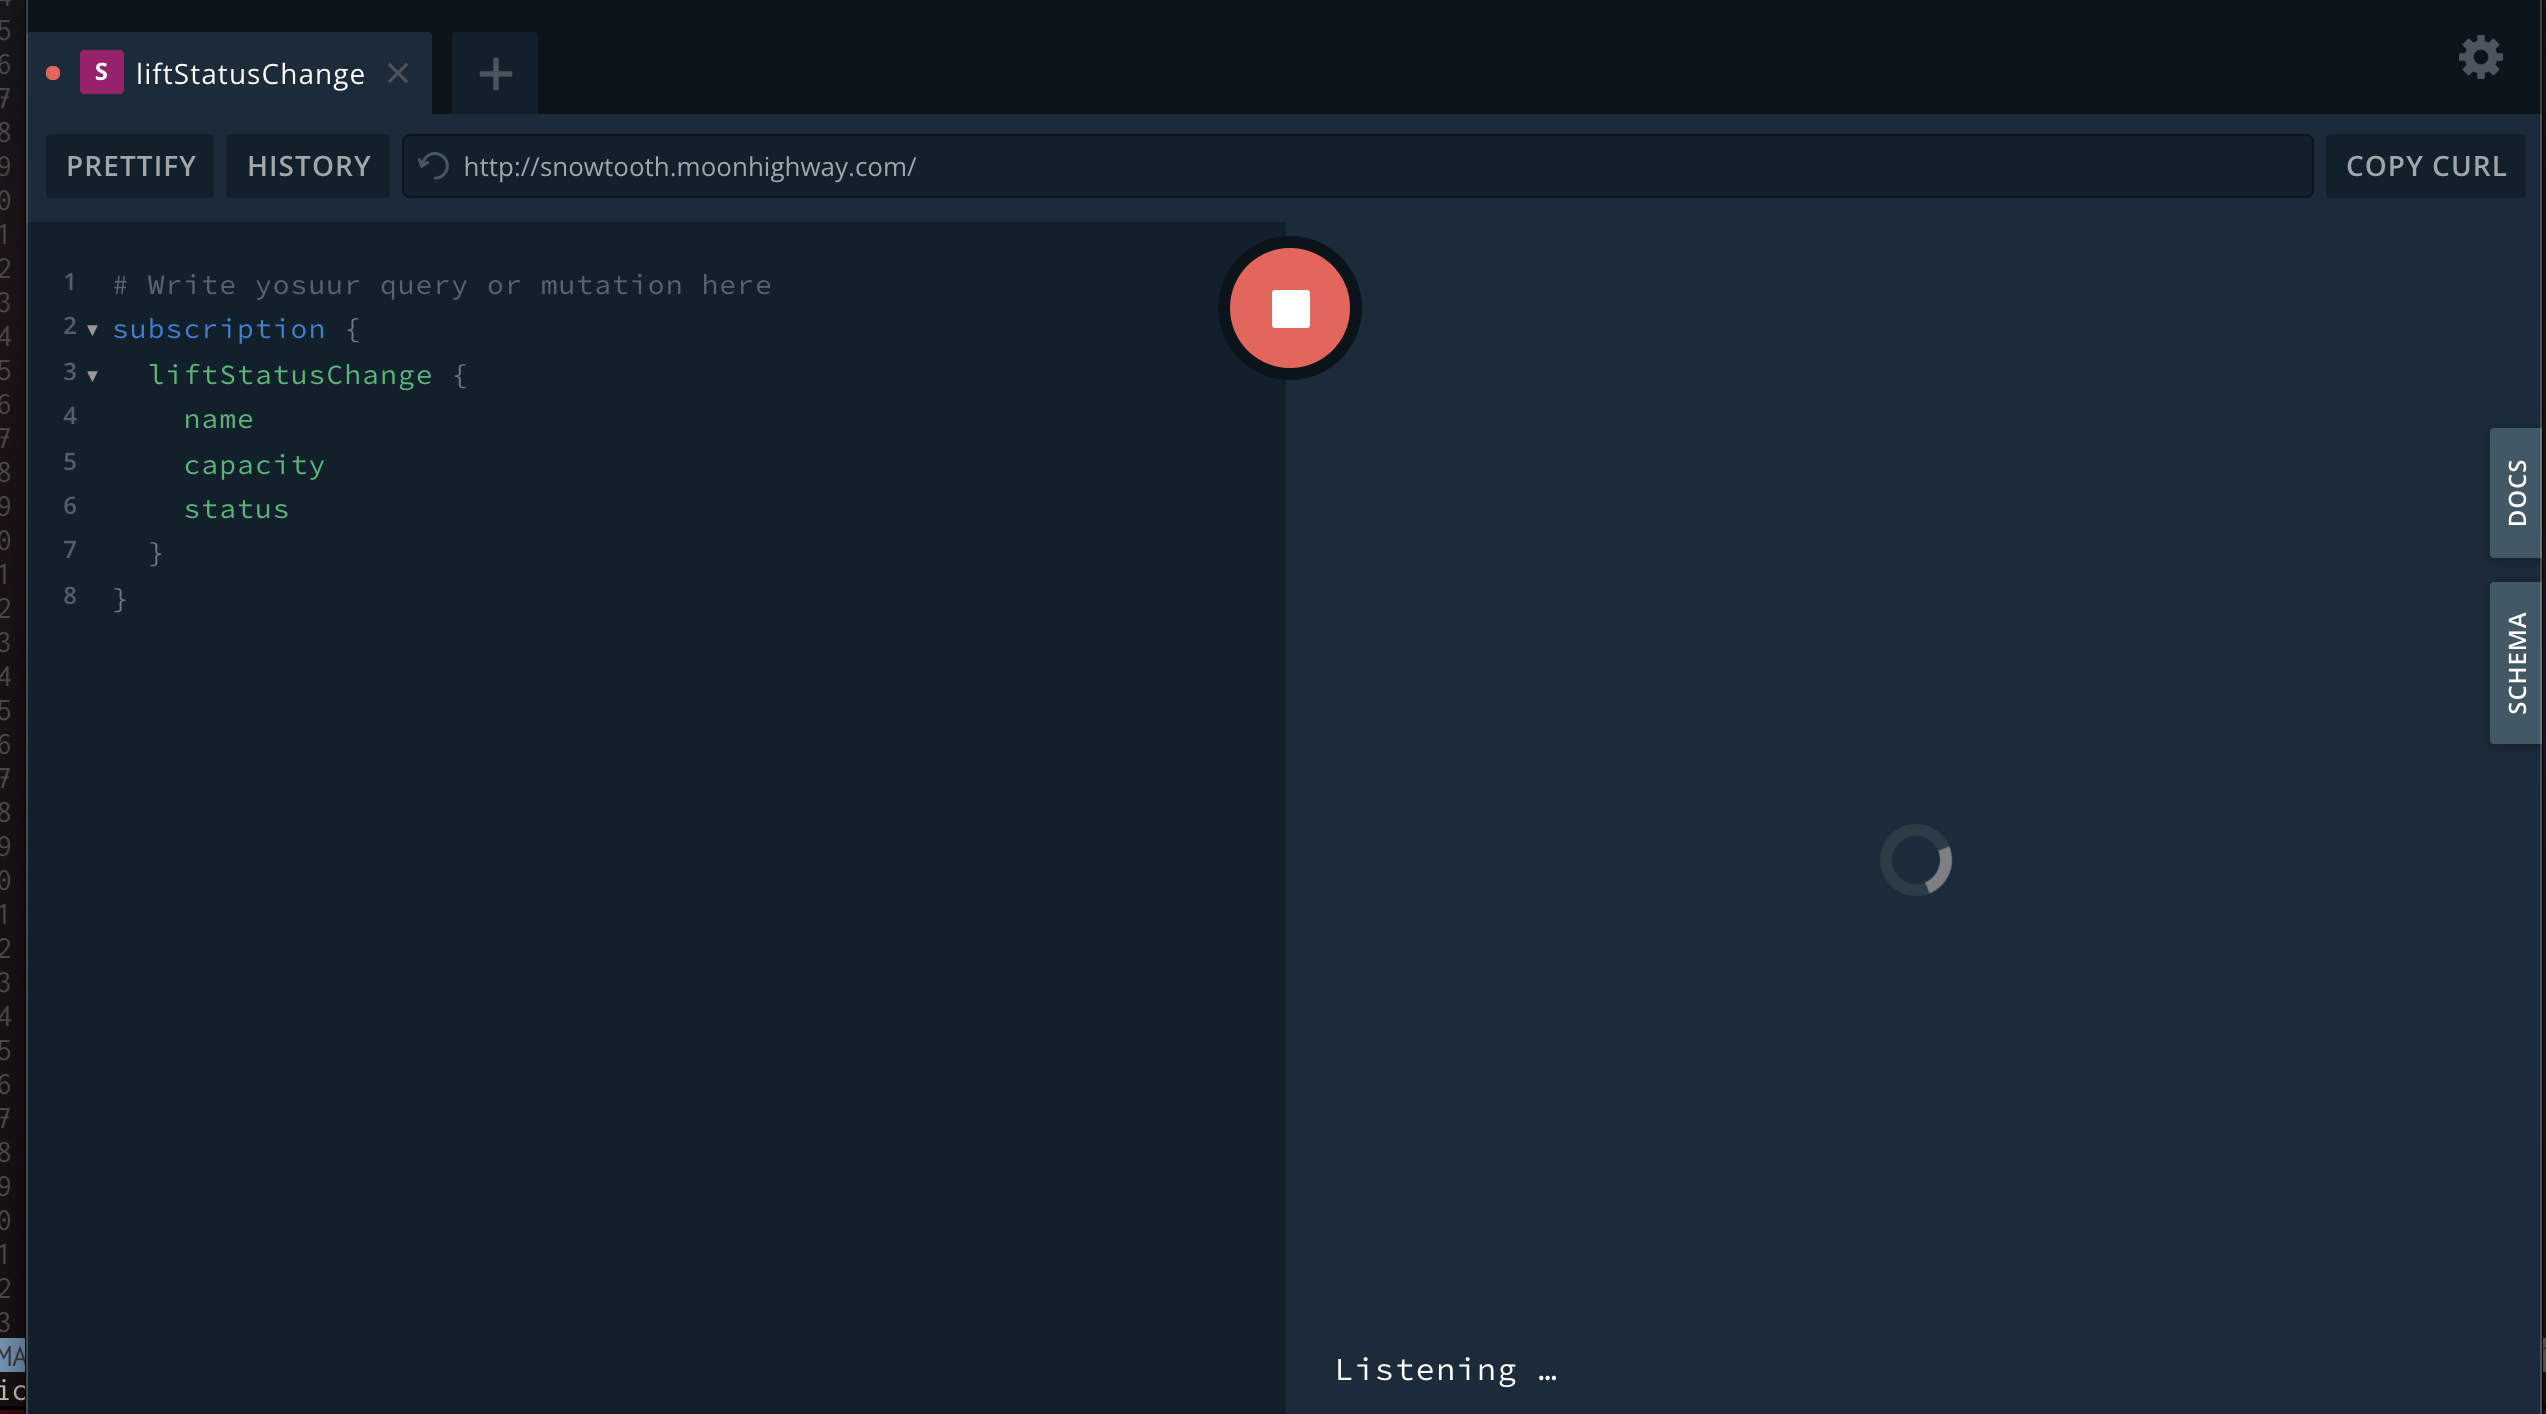 S liftStatusChange
PRETTIFY HISTORY http://snowtooth.moonhighway.com/ COPY CURL
1 # Write yosuur query or mutation here
2 subscription {
3 liftStatusChange {
4 name
5 capacity
6 status
7 }
8 }
DOCS
SCHEMA
Listening …